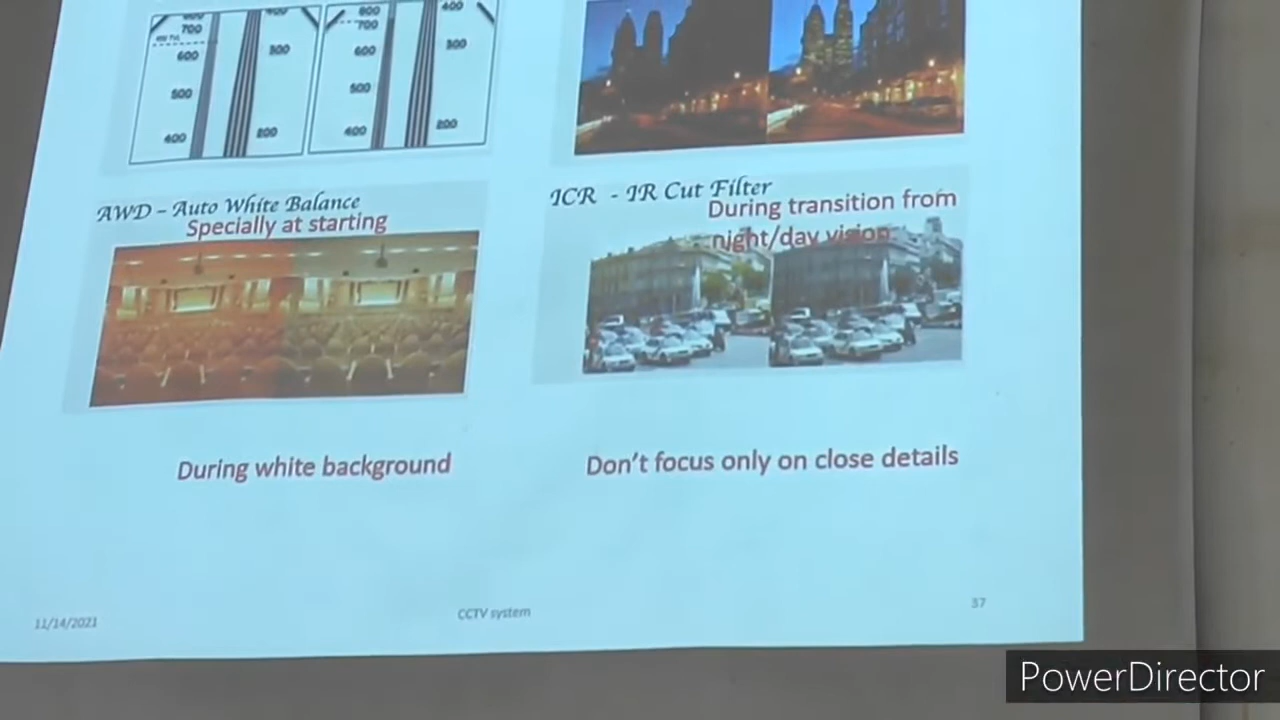 700
600
500
400
300
200
800
700
600
500
400
400
300
200
AWD – Auto White Balance
Specially at starting
ICR - IR Cut Filter
During transition from
night/day vision
During white background
Don't focus only on close details
11/14/2021
CCTV system
37
PowerDirector